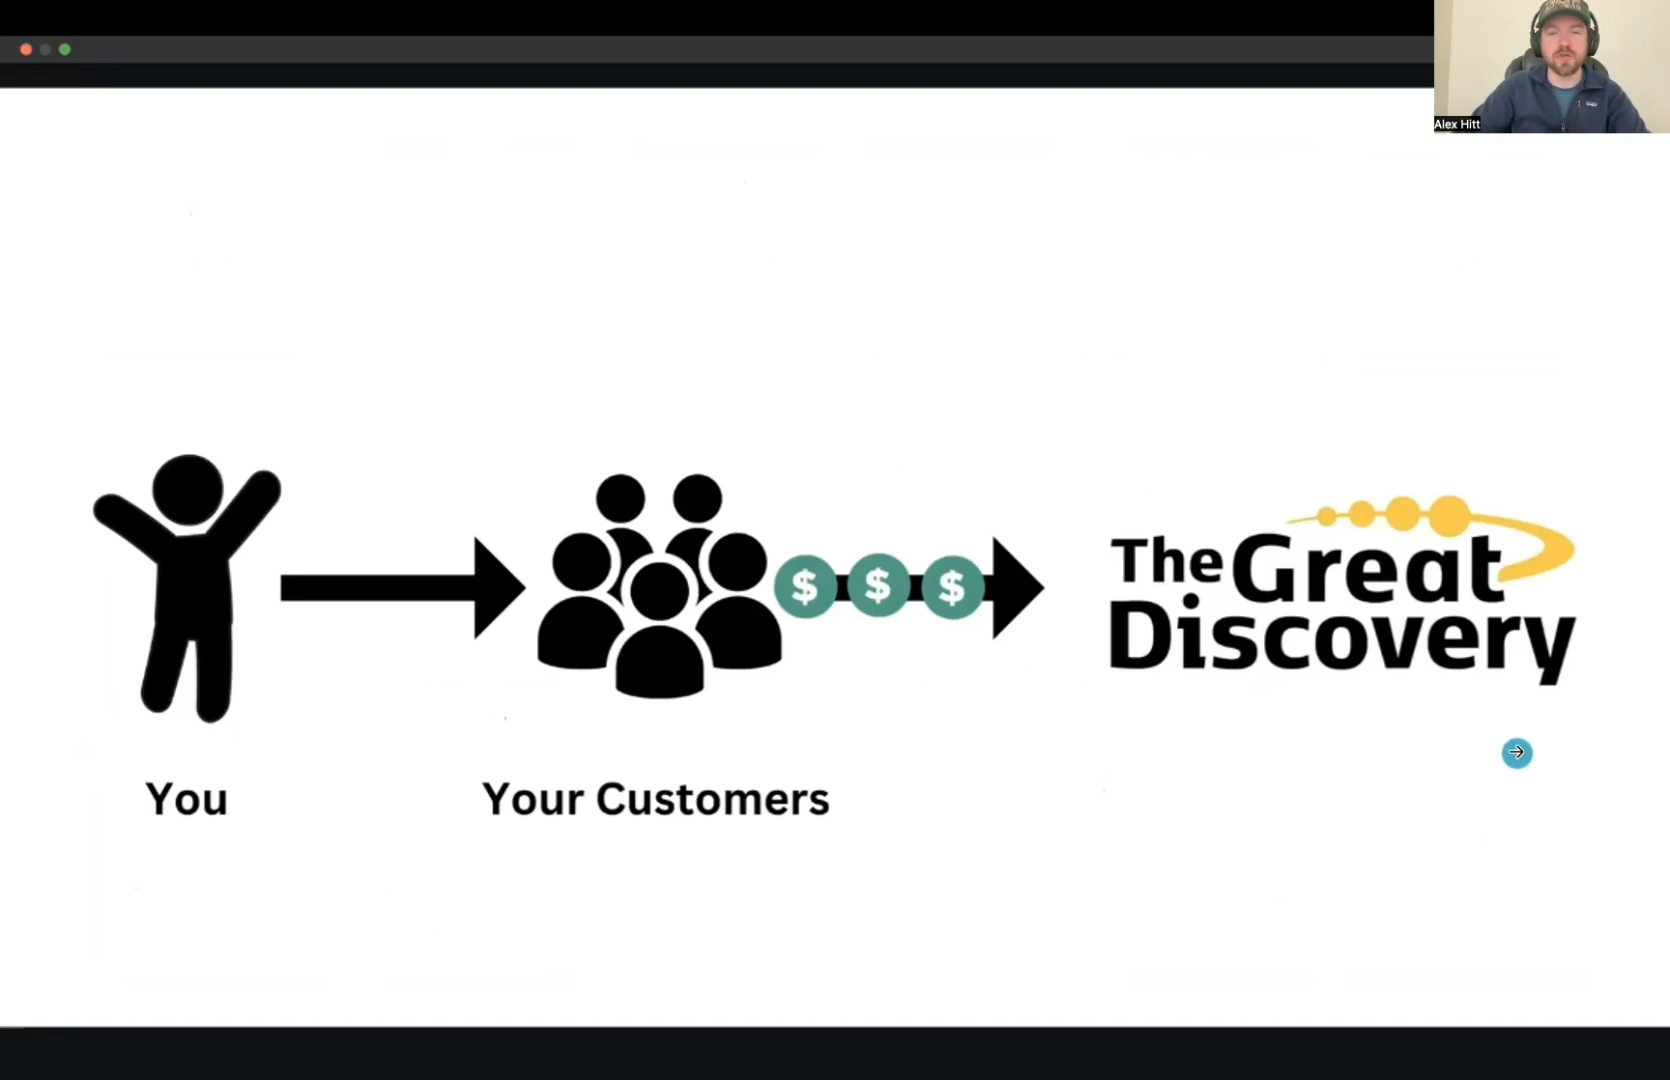 Alex Hitt
$ $ $
The Great
Discovery
You
Your Customers